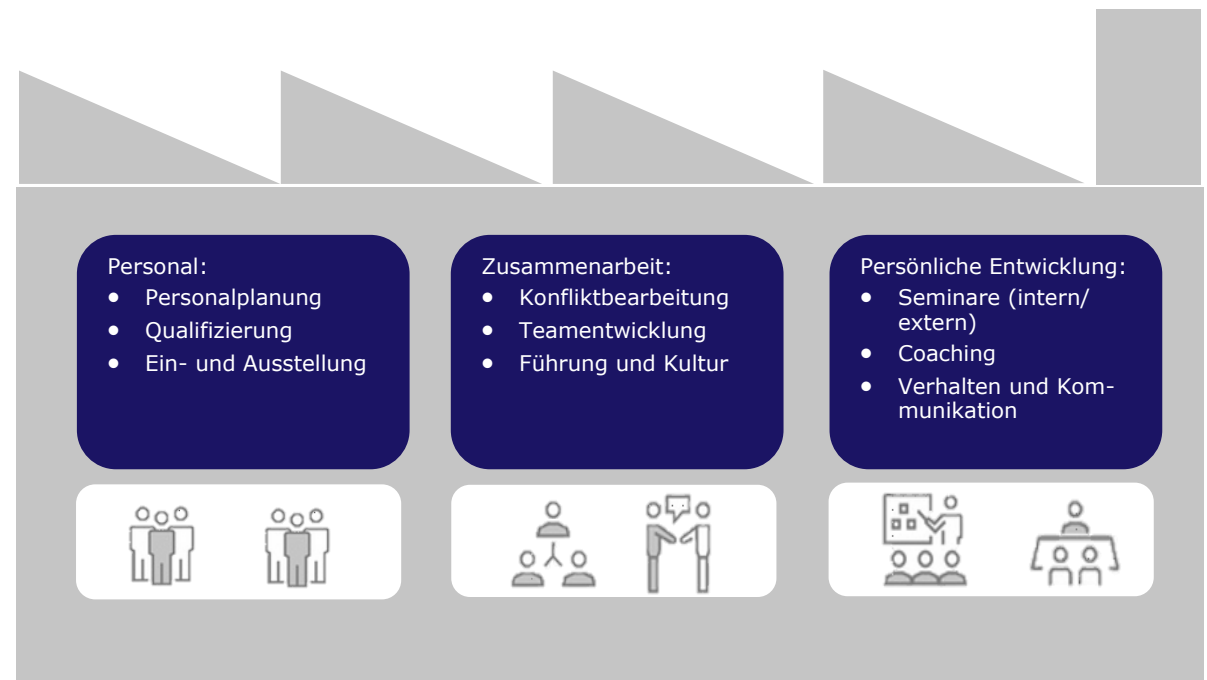 Personal:
• Personalplanung
• Qualifizierung
• Ein- und Ausstellung
Zusammenarbeit:
• Konfliktbearbeitung
• Teamentwicklung
• Führung und Kultur
Persönliche Entwicklung:
• Seminare (intern/
extern)
• Coaching
• Verhalten und Kom-
munikation